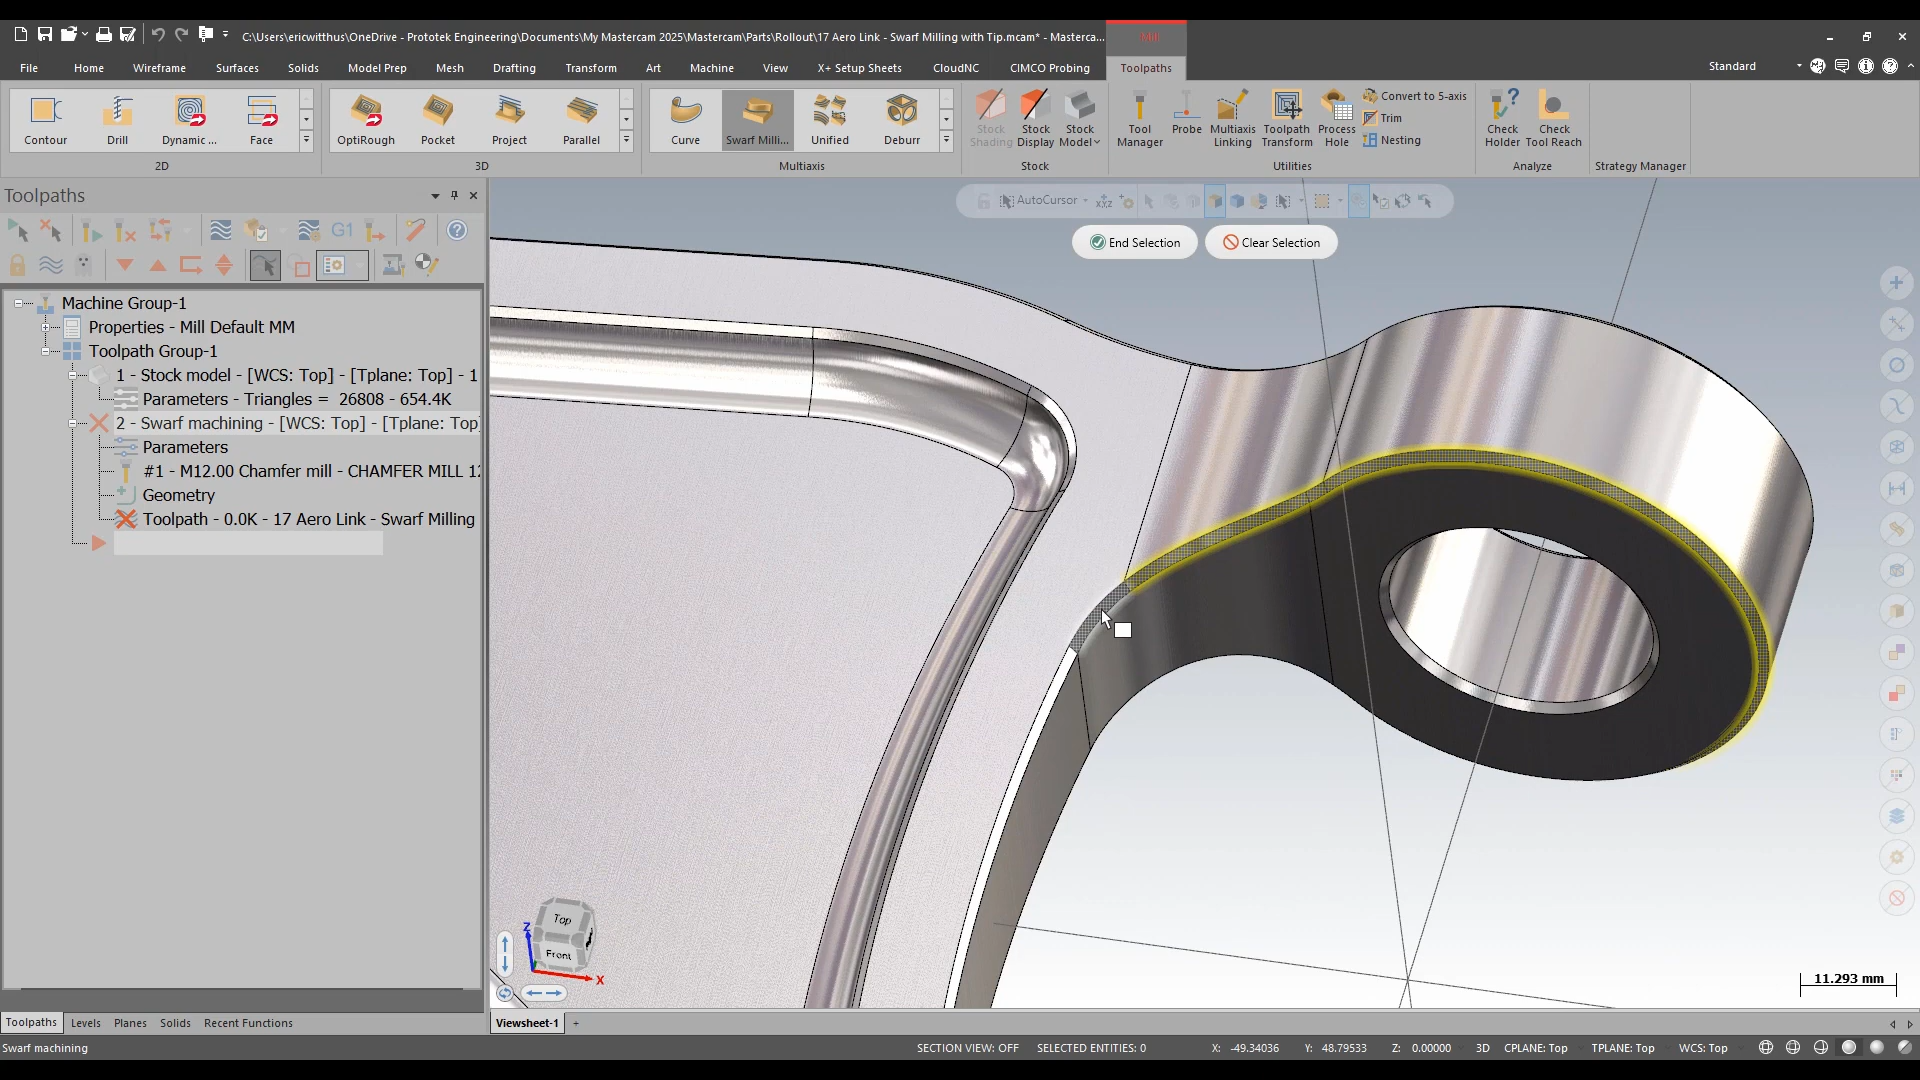 C:\Users\ericwitthus\OneDrive - Prototek Engineering\Documents\My Mastercam 2025\Mastercam\Parts\Rollout\17 Aero Link - Swarf Milling with Tip.mcam* - Masterca...
Mill
File Home Wireframe Surfaces Solids Model Prep Mesh Drafting Transform Art Machine View X+ Setup Sheets CloudNC CIMCO Probing Toolpaths
Standard
Contour Drill Dynamic ... Face
2D
OptiRough Pocket Project Parallel
3D
Curve Swarf Milli... Unified Deburr
Multiaxis
Stock Shading
Stock Display
Stock Model
Stock
Tool Manager
Probe
Multiaxis Linking
Toolpath Transform
Process Hole
Convert to 5-axis
Trim
Nesting
Utilities
Check Holder
Check Tool Reach
Analyze
Strategy Manager
Toolpaths
G1
AutoCursor
XYZ
End Selection
Clear Selection
Machine Group-1
Properties - Mill Default MM
Toolpath Group-1
1 - Stock model - [WCS: Top] - [Tplane: Top] - 1
Parameters - Triangles = 26808 - 654.4K
2 - Swarf machining - [WCS: Top] - [Tplane: Top
Parameters
#1 - M12.00 Chamfer mill - CHAMFER MILL 12
Geometry
Toolpath - 0.0K - 17 Aero Link - Swarf Milling
Top
Front
Z
X
11.293 mm
Toolpaths Levels Planes Solids Recent Functions
Viewsheet-1 +
Swarf machining
SECTION VIEW: OFF SELECTED ENTITIES: 0 X: -49.34036 Y: 48.79533 Z: 0.00000 3D CPLANE: Top TPLANE: Top WCS: Top